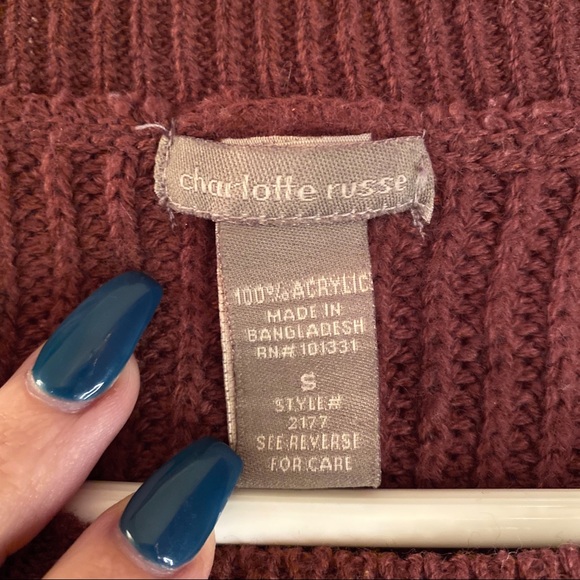 charlotte russe
100% ACRYLIC
MADE IN
BANGLADESH
RN# 101331
S
STYLE#
2177
SEE REVERSE
FOR CARE